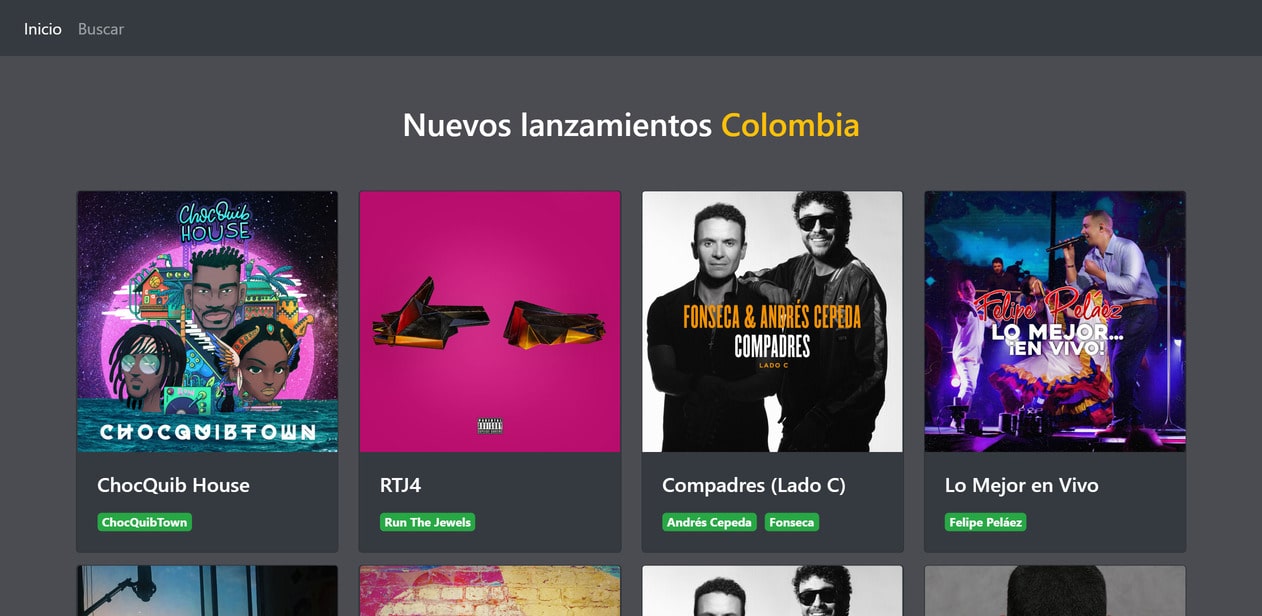 Inicio Buscar
Nuevos lanzamientos Colombia
ChocQuib
HOUSE
CHOCQUIBTOWN
PARENTAL
ADVISORY
EXPLICIT CONTENT
FONSECA & ANDRÉS CEPEDA
COMPADRES
LADO C
Felipe Peláez
LO MEJOR...
¡EN VIVO!
ChocQuib House
ChocQuibTown
RTJ4
Run The Jewels
Compadres (Lado C)
Andrés Cepeda Fonseca
Lo Mejor en Vivo
Felipe Peláez